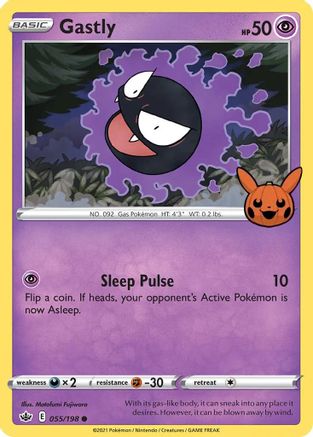 BASIC
Gastly HP 50
NO. 092 Gas Pokémon HT: 4'3" WT: 0.2 lbs.
Sleep Pulse 10
Flip a coin. If heads, your opponent's Active Pokémon is
now Asleep.
weakness ×2 resistance -30 retreat
Illus. Motofumi Fujiwara
E 055/198
With its gas-like body, it can sneak into any place it
desires. However, it can be blown away by wind.
©2021 Pokémon / Nintendo / Creatures / GAME FREAK